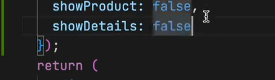 showProduct: false,
showDetails: false
});
return (